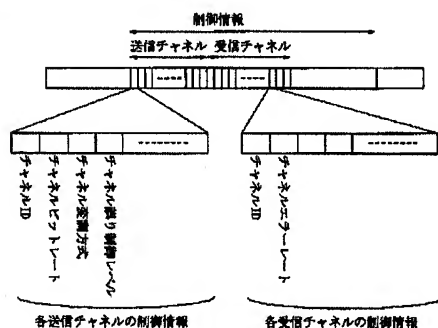 制御情報
送信チャネル 受信チャネル
チャネルID
チャネルビットレート
チャネル変調方式
チャネル誤り制御レベル
チャネルID
チャネルエラーレート
各送信チャネルの制御情報
各受信チャネルの制御情報